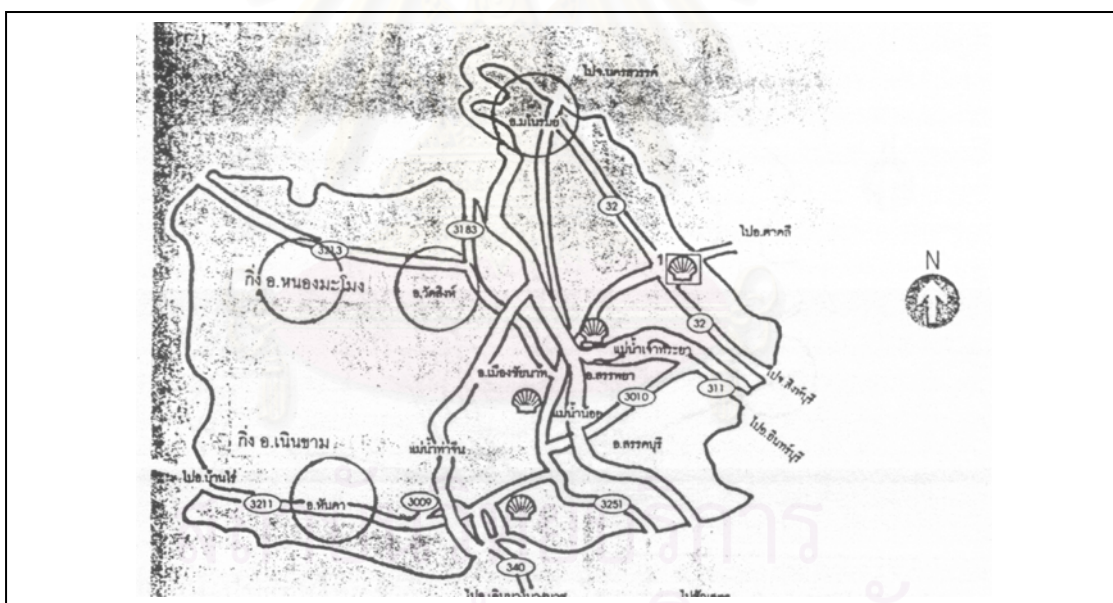 ไปจ.นครสวรรค์
อ.มโนรมย์
32
3183
ไปอ.ตาคลี
N
3213
1
กิ่ง อ.หนองมะโมง
อ.วัดสิงห์
32
แม่น้ำเจ้าพระยา
อ.เมืองชัยนาท
อ.สรรพยา
311
ไปจ.สิงห์บุรี
3010
แม่น้ำน้อย
ไปอ.อินทร์บุรี
กิ่ง อ.เนินขาม
แม่น้ำท่าจีน
อ.สรรคบุรี
ไปอ.บ้านไร่
3211
อ.หันคา
3009
3251
340